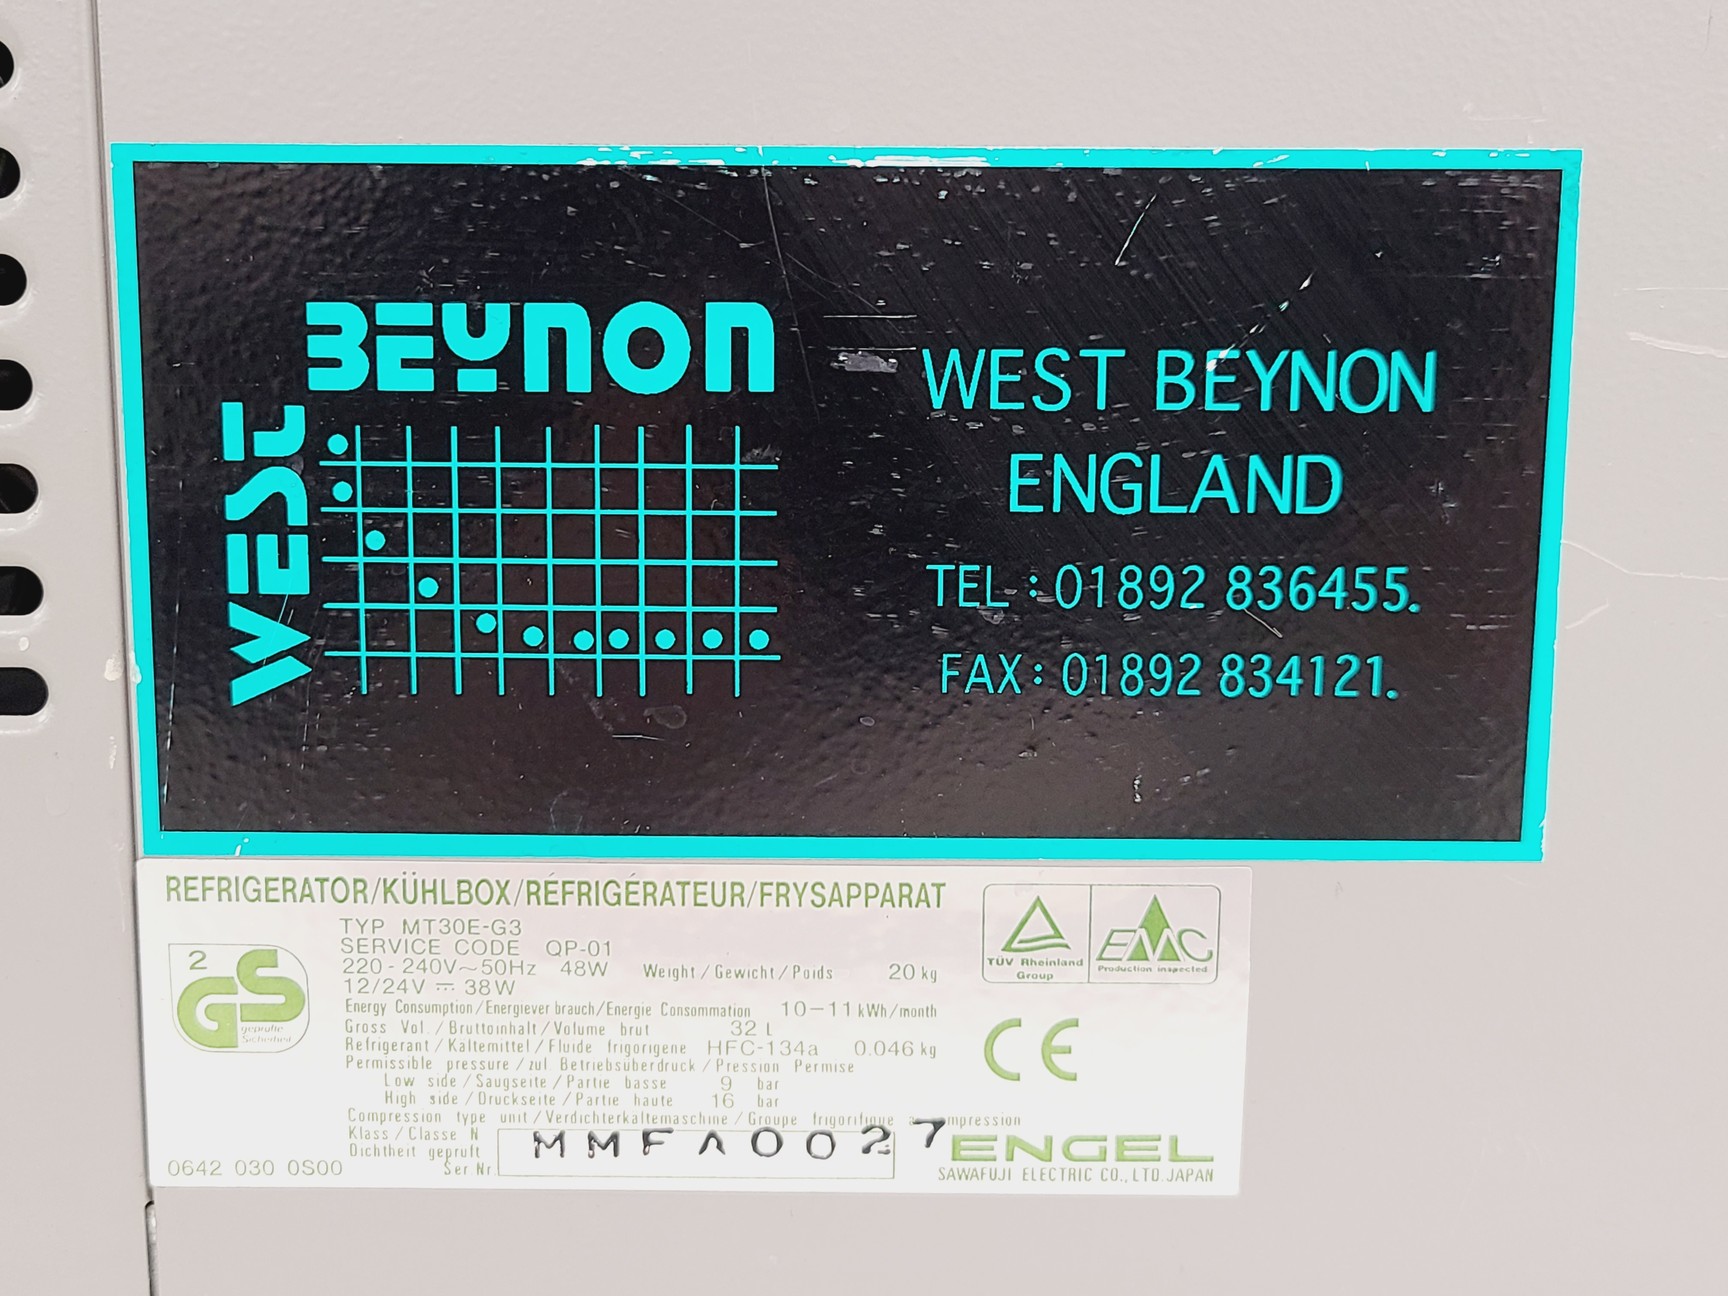 BEYNON
WEST
WEST BEYNON
ENGLAND
TEL : 01892 836455.
FAX : 01892 834121.
REFRIGERATOR/KÜHLBOX/RÉFRIGÉRATEUR/FRYSAPPARAT
TYP MT30E-G3
SERVICE CODE QP-01
220 - 240V~50Hz 48W Weight / Gewicht / Poids 20 kg
12/24V ⎓ 38W
Energy Consumption / Energiever brauch / Energie Consommation 10-11 kWh/month
Gross Vol. / Bruttoinhalt / Volume brut 32 l
Refrigerant / Kaltemittel / Fluide frigorigene HFC-134a 0.046 kg
Permissible pressure / zul Betriebsüberdruck / Pression Permise
Low side / Saugseite / Partie basse 9 bar
High side / Druckseite / Partie haute 16 bar
Compression type unit / Verdichterkaltemaschine / Groupe frigorifique a mpression
Klass / Classe N
Dichtheit gepruft
Ser. Nr. MMFA0027
0642 030 0S00
2
GS
geprüfte
Sicherheit
TÜV Rheinland
Group
EMC
Production inspected
CE
ENGEL
SAWAFUJI ELECTRIC CO., LTD. JAPAN